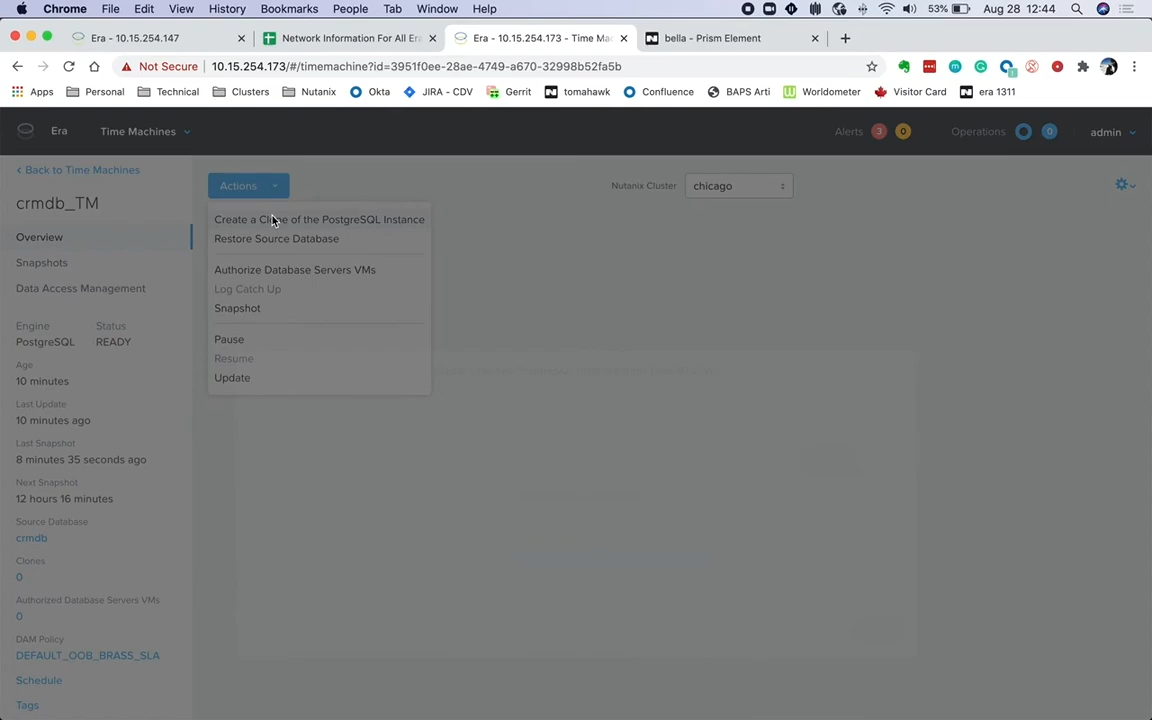 Chrome File Edit View History Bookmarks People Tab Window Help 53% Aug 28 12:44
Era - 10.15.254.147 Network Information For All Era Era - 10.15.254.173 - Time Mac bella - Prism Element
Not Secure 10.15.254.173/#/timemachine?id=3951f0ee-28ae-4749-a670-32998b52fa5b
Apps Personal Technical Clusters Nutanix Okta JIRA - CDV Gerrit tomahawk Confluence BAPS Arti Worldometer Visitor Card era 1311
Era Time Machines Alerts 3 0 Operations 0 admin
< Back to Time Machines
Actions Nutanix Cluster chicago
crmdb_TM
Create a Clone of the PostgreSQL Instance
Overview
Restore Source Database
Snapshots
Authorize Database Servers VMs
Data Access Management
Log Catch Up
Snapshot
Engine Status
PostgreSQL READY
Pause
Resume
Age
10 minutes
Update
Last Update
10 minutes ago
Last Snapshot
8 minutes 35 seconds ago
Next Snapshot
12 hours 16 minutes
Source Database
crmdb
Clones
0
Authorized Database Servers VMs
0
DAM Policy
DEFAULT_OOB_BRASS_SLA
Schedule
Tags